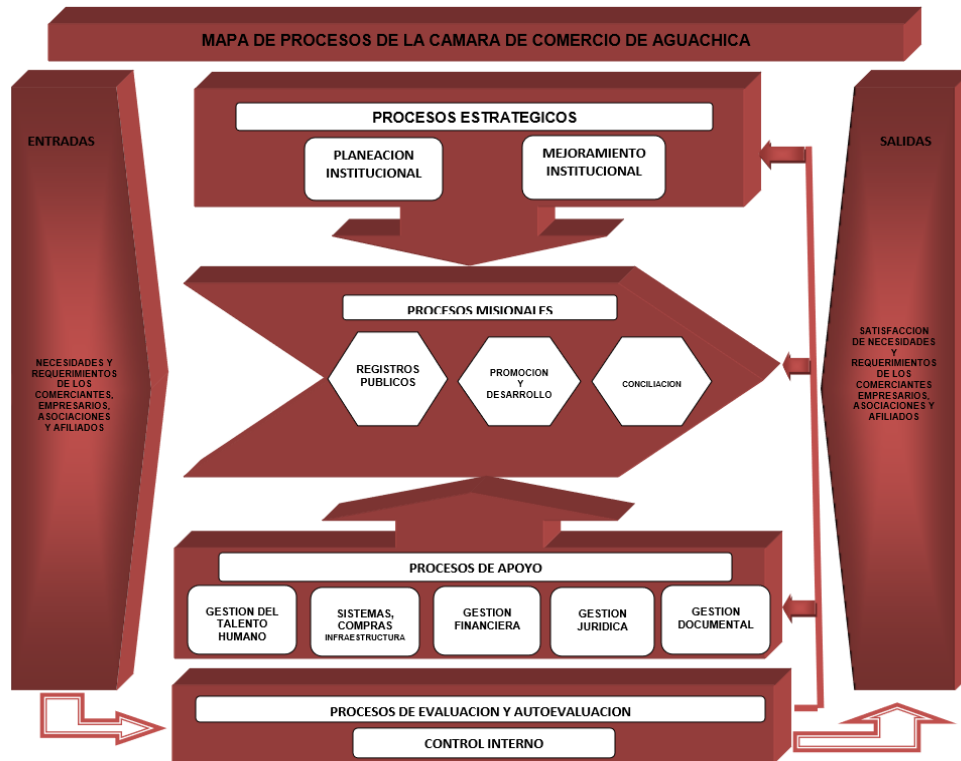 MAPA DE PROCESOS DE LA CAMARA DE COMERCIO DE AGUACHICA
ENTRADAS
NECESIDADES Y
REQUERIMIENTOS
DE LOS
COMERCIANTES,
EMPRESARIOS,
ASOCIACIONES
Y AFILIADOS
PROCESOS ESTRATEGICOS
PLANEACION
INSTITUCIONAL
MEJORAMIENTO
INSTITUCIONAL
PROCESOS MISIONALES
REGISTROS
PUBLICOS
PROMOCION
Y
DESARROLLO
CONCILIACION
PROCESOS DE APOYO
GESTION DEL
TALENTO
HUMANO
SISTEMAS,
COMPRAS
INFRAESTRUCTURA
GESTION
FINANCIERA
GESTION
JURIDICA
GESTION
DOCUMENTAL
PROCESOS DE EVALUACION Y AUTOEVALUACION
CONTROL INTERNO
SALIDAS
SATISFACCION
DE NECESIDADES
Y
REQUERIMIENTOS
DE LOS
COMERCIANTES
EMPRESARIOS,
ASOCIACIONES Y
AFILIADOS